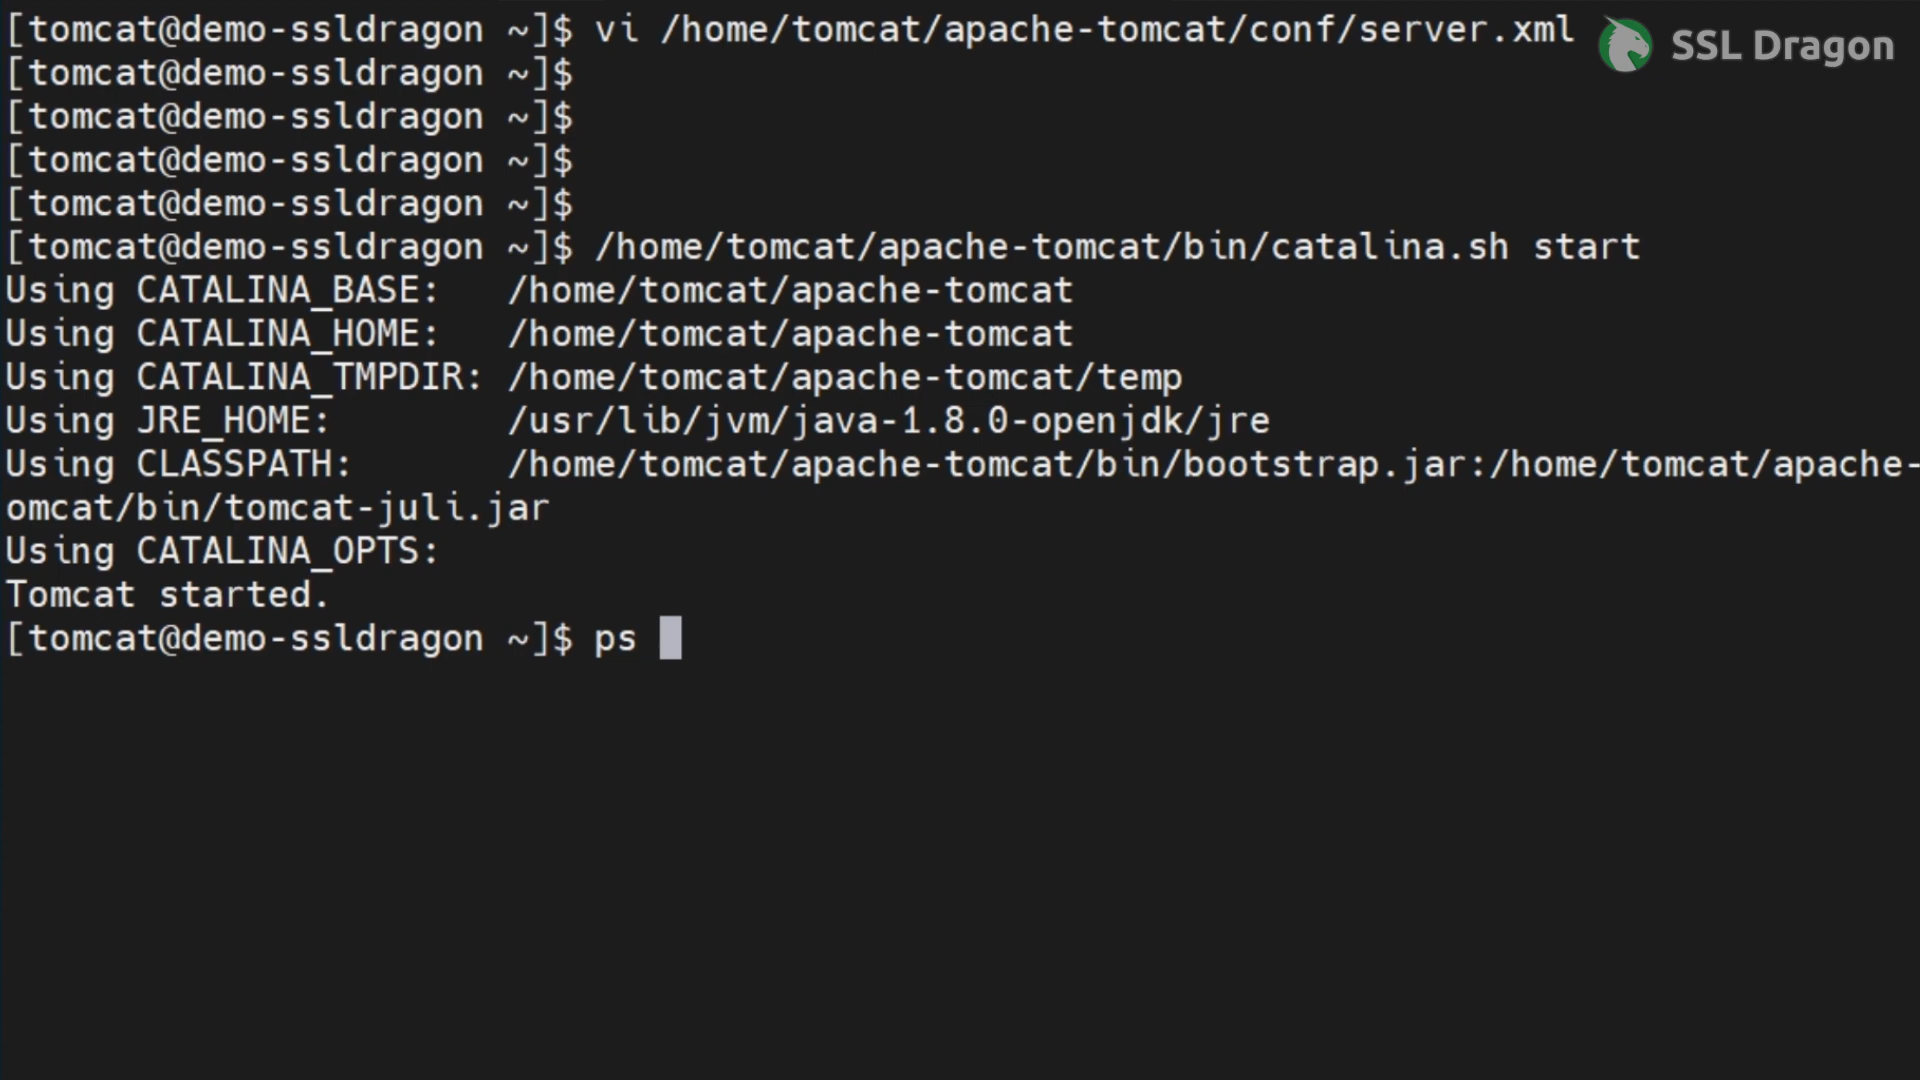 [tomcat@demo-ssldragon ~]$ vi /home/tomcat/apache-tomcat/conf/server.xml
SSL Dragon
[tomcat@demo-ssldragon ~]$
[tomcat@demo-ssldragon ~]$
[tomcat@demo-ssldragon ~]$
[tomcat@demo-ssldragon ~]$
[tomcat@demo-ssldragon ~]$ /home/tomcat/apache-tomcat/bin/catalina.sh start
Using CATALINA_BASE:   /home/tomcat/apache-tomcat
Using CATALINA_HOME:   /home/tomcat/apache-tomcat
Using CATALINA_TMPDIR: /home/tomcat/apache-tomcat/temp
Using JRE_HOME:        /usr/lib/jvm/java-1.8.0-openjdk/jre
Using CLASSPATH:       /home/tomcat/apache-tomcat/bin/bootstrap.jar:/home/tomcat/apache-
omcat/bin/tomcat-juli.jar
Using CATALINA_OPTS:
Tomcat started.
[tomcat@demo-ssldragon ~]$ ps